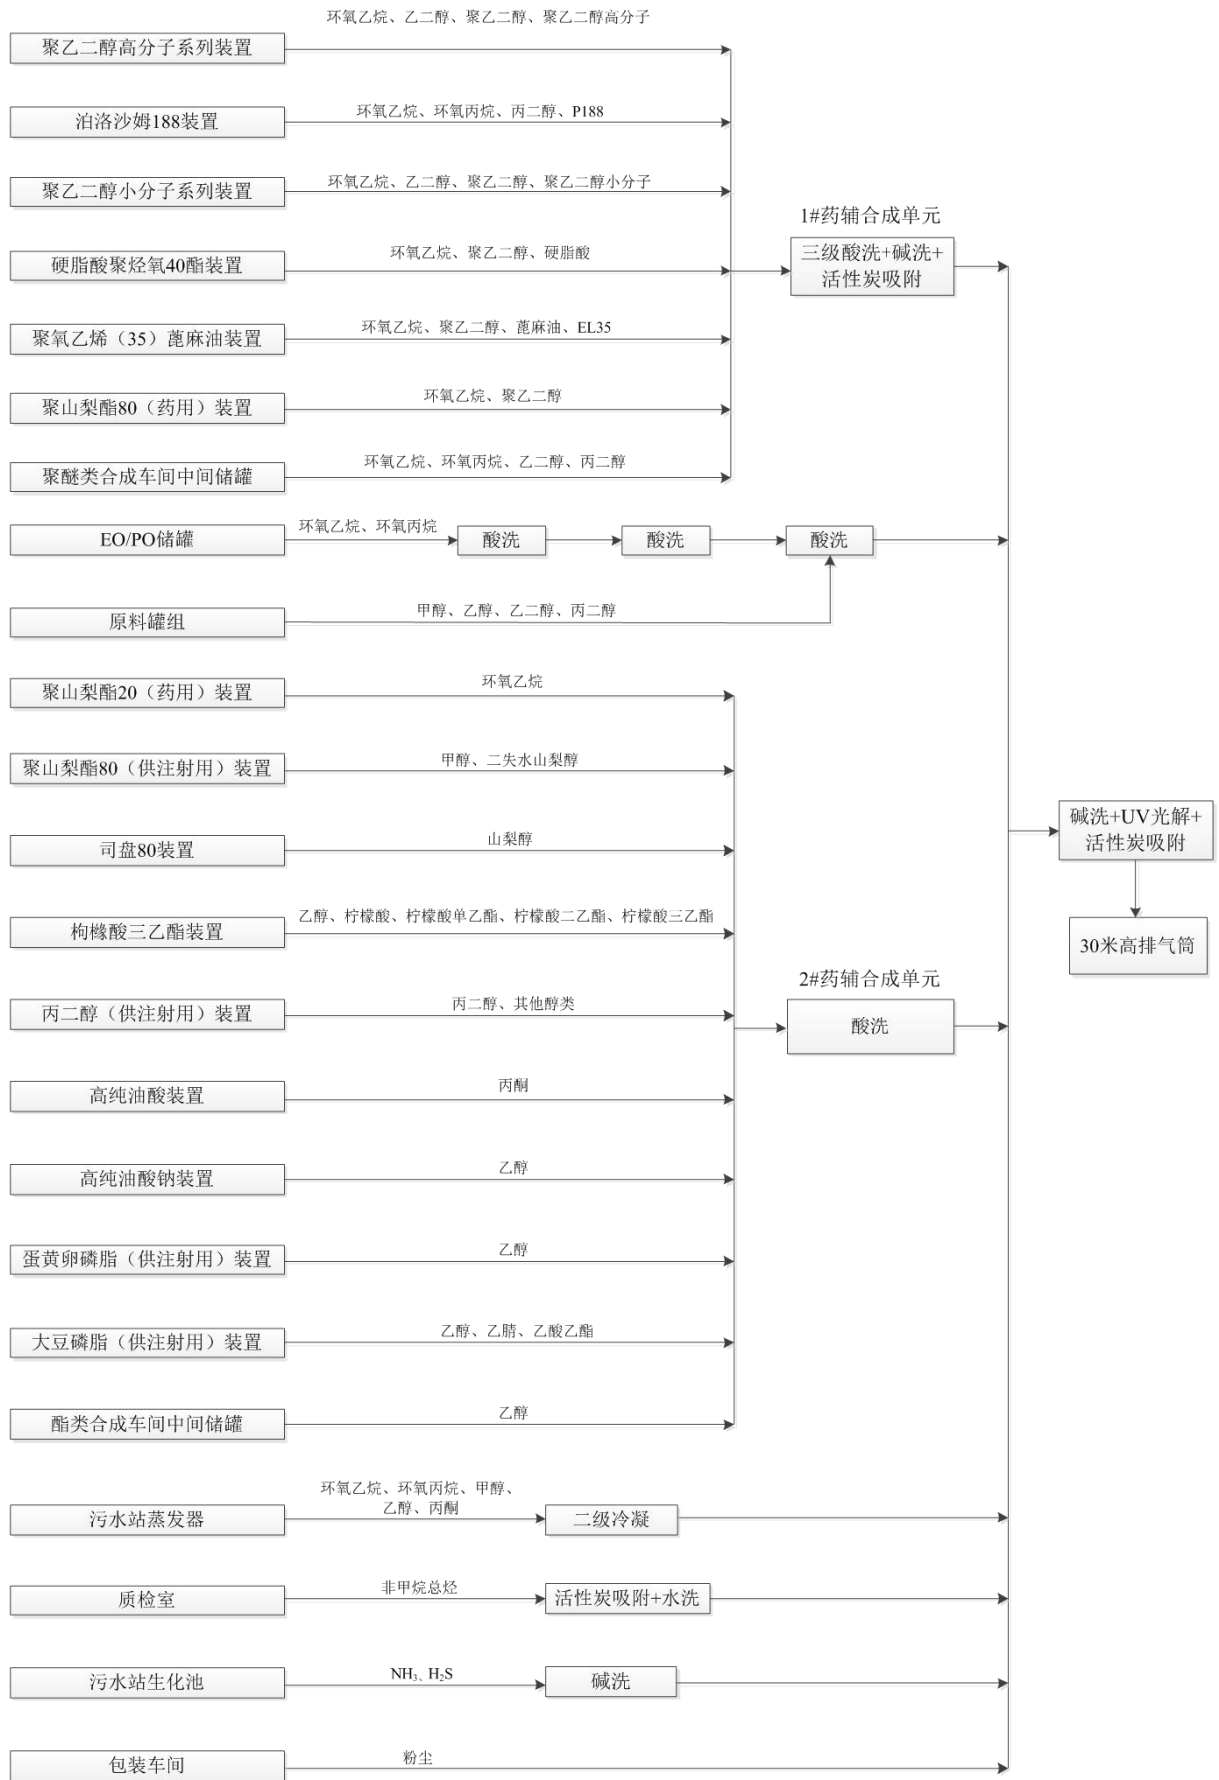 环氧乙烷、乙二醇、聚乙二醇、聚乙二醇高分子
聚乙二醇高分子系列装置
环氧乙烷、环氧丙烷、丙二醇、P188
泊洛沙姆188装置
环氧乙烷、乙二醇、聚乙二醇、聚乙二醇小分子
聚乙二醇小分子系列装置
1#药辅合成单元
环氧乙烷、聚乙二醇、硬脂酸
硬脂酸聚烃氧40酯装置
三级酸洗+碱洗+
活性炭吸附
环氧乙烷、聚乙二醇、蓖麻油、EL35
聚氧乙烯（35）蓖麻油装置
环氧乙烷、聚乙二醇
聚山梨酯80（药用）装置
环氧乙烷、环氧丙烷、乙二醇、丙二醇
聚醚类合成车间中间储罐
环氧乙烷、环氧丙烷
EO/PO储罐
酸洗
酸洗
酸洗
甲醇、乙醇、乙二醇、丙二醇
原料罐组
环氧乙烷
聚山梨酯20（药用）装置
甲醇、二失水山梨醇
聚山梨酯80（供注射用）装置
碱洗+UV光解+
活性炭吸附
山梨醇
司盘80装置
乙醇、柠檬酸、柠檬酸单乙酯、柠檬酸二乙酯、柠檬酸三乙酯
枸橼酸三乙酯装置
30米高排气筒
2#药辅合成单元
丙二醇、其他醇类
丙二醇（供注射用）装置
酸洗
丙酮
高纯油酸装置
乙醇
高纯油酸钠装置
乙醇
蛋黄卵磷脂（供注射用）装置
乙醇、乙腈、乙酸乙酯
大豆磷脂（供注射用）装置
乙醇
酯类合成车间中间储罐
环氧乙烷、环氧丙烷、甲醇、
乙醇、丙酮
污水站蒸发器
二级冷凝
非甲烷总烃
质检室
活性炭吸附+水洗
NH₃、H₂S
污水站生化池
碱洗
粉尘
包装车间